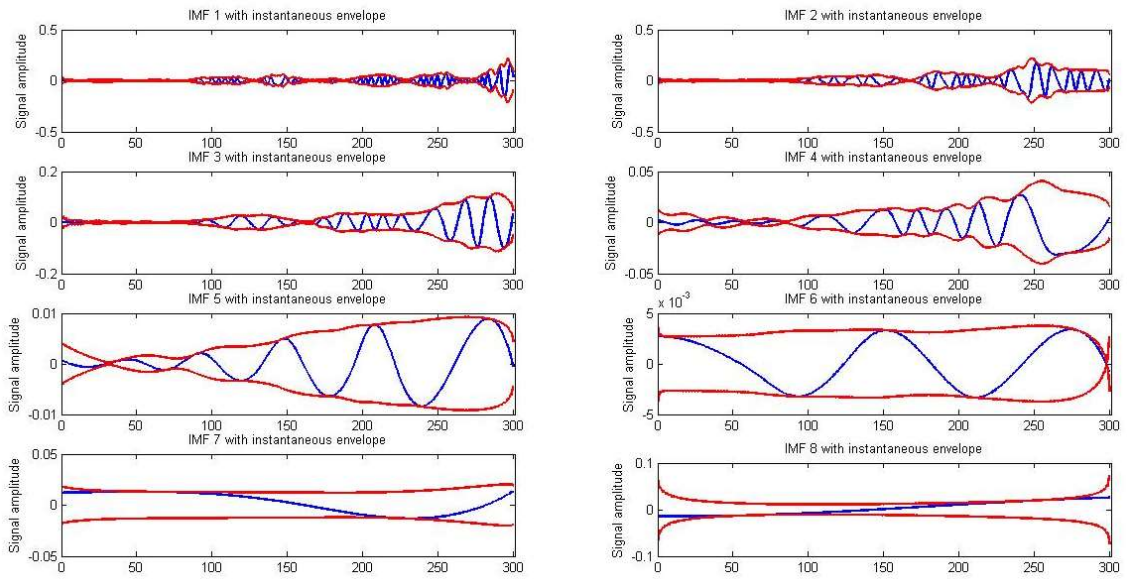 IMF 1 with instantaneous envelope
Signal amplitude
0.5
0
-0.5
0 50 100 150 200 250 300
IMF 2 with instantaneous envelope
Signal amplitude
0.5
0
-0.5
0 50 100 150 200 250 300
IMF 3 with instantaneous envelope
Signal amplitude
0.2
0
-0.2
0 50 100 150 200 250 300
IMF 4 with instantaneous envelope
Signal amplitude
0.05
0
-0.05
0 50 100 150 200 250 300
IMF 5 with instantaneous envelope
Signal amplitude
0.01
0
-0.01
0 50 100 150 200 250 300
x 10-3
IMF 6 with instantaneous envelope
Signal amplitude
5
0
-5
0 50 100 150 200 250 300
IMF 7 with instantaneous envelope
Signal amplitude
0.05
0
-0.05
0 50 100 150 200 250 300
IMF 8 with instantaneous envelope
Signal amplitude
0.1
0
-0.1
0 50 100 150 200 250 300